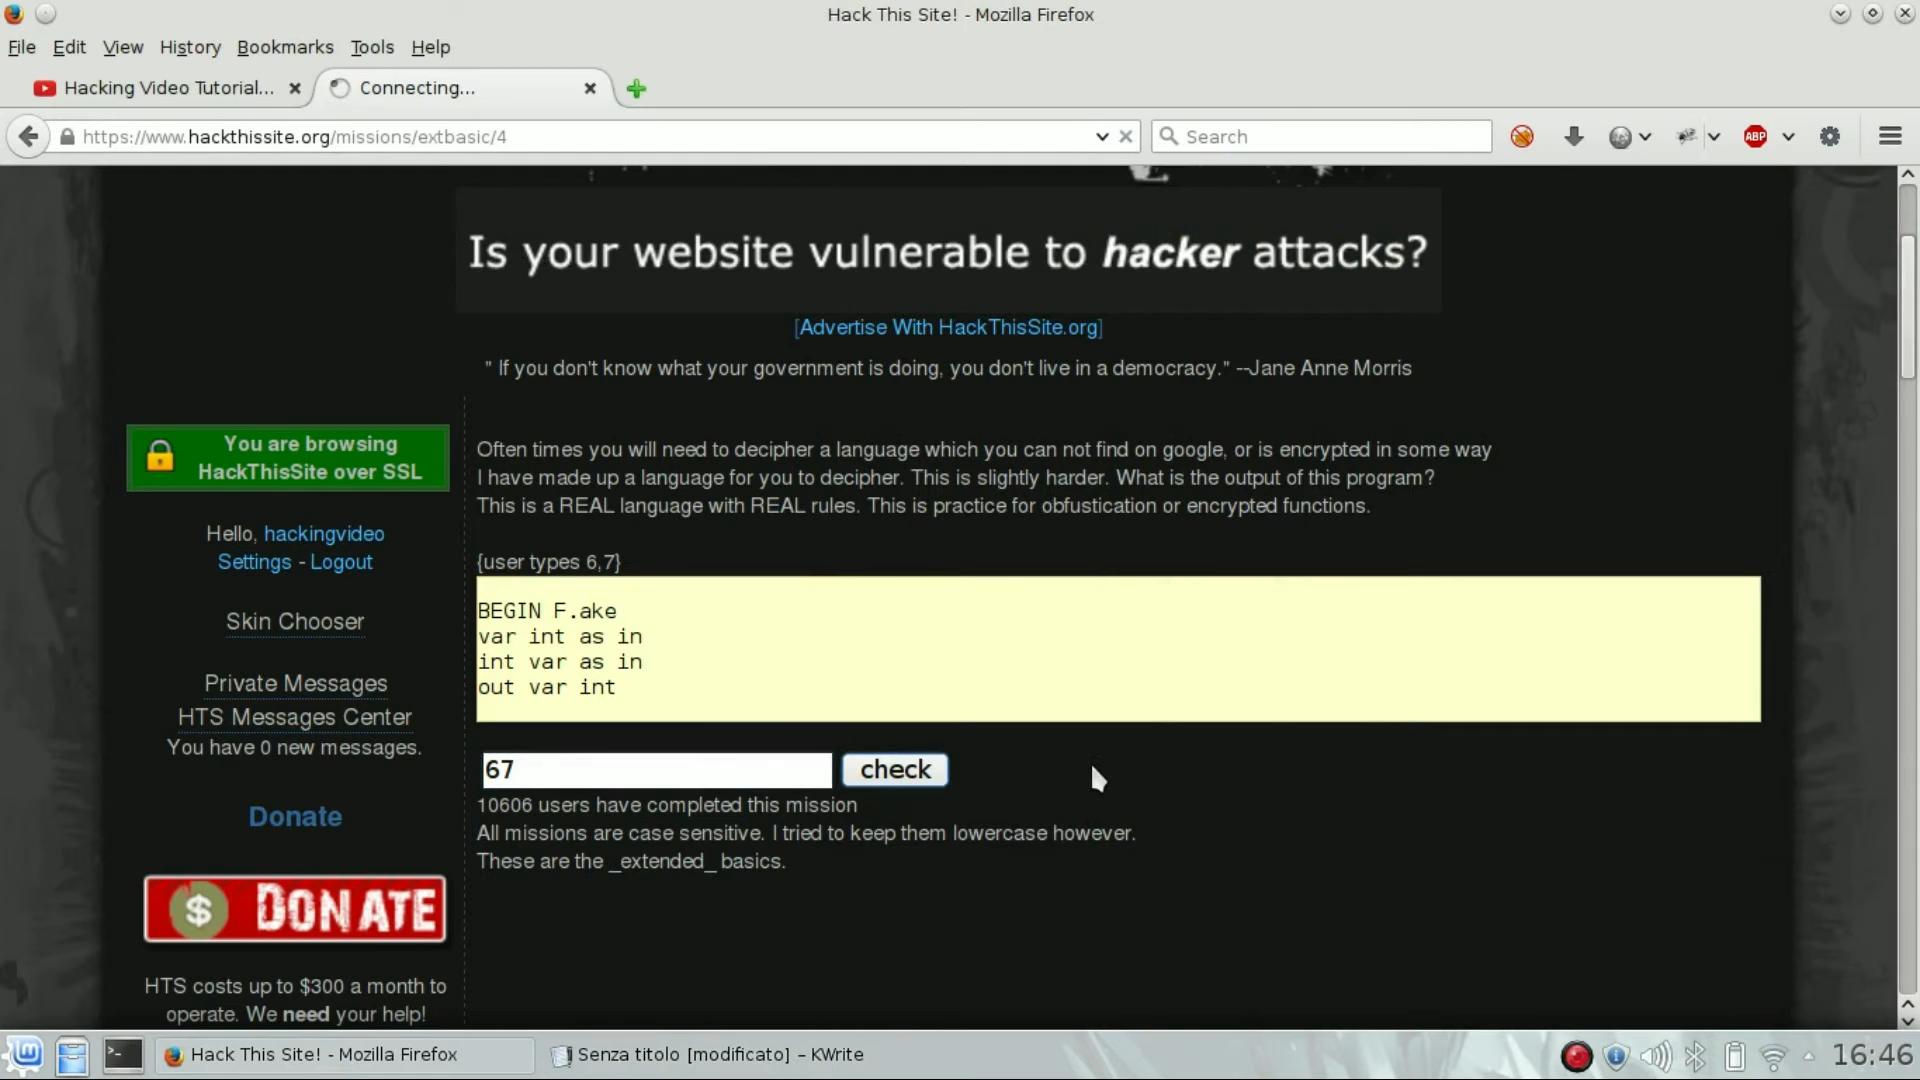 Hack This Site! - Mozilla Firefox
File Edit View History Bookmarks Tools Help
Hacking Video Tutorial... Connecting...
https://www.hackthissite.org/missions/extbasic/4 Search ABP
Is your website vulnerable to hacker attacks?
[Advertise With HackThisSite.org]
" If you don't know what your government is doing, you don't live in a democracy." --Jane Anne Morris
You are browsing
HackThisSite over SSL
Hello, hackingvideo
Settings - Logout
Skin Chooser
Private Messages
HTS Messages Center
You have 0 new messages.
Donate
$ DONATE
HTS costs up to $300 a month to
operate. We need your help!
Often times you will need to decipher a language which you can not find on google, or is encrypted in some way
I have made up a language for you to decipher. This is slightly harder. What is the output of this program?
This is a REAL language with REAL rules. This is practice for obfustication or encrypted functions.
{user types 6,7}
BEGIN F.ake
var int as in
int var as in
out var int
67 check
10606 users have completed this mission
All missions are case sensitive. I tried to keep them lowercase however.
These are the _extended_ basics.
Hack This Site! - Mozilla Firefox Senza titolo [modificato] – KWrite 16:46